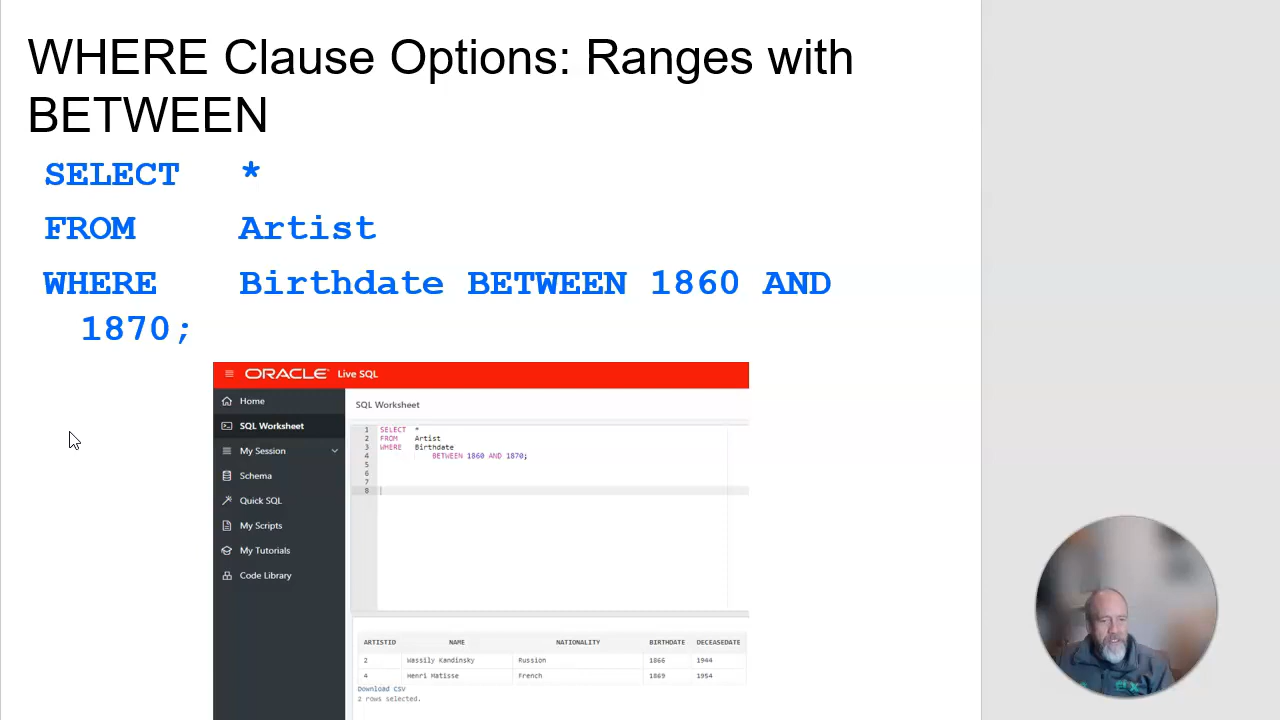 WHERE Clause Options: Ranges with
BETWEEN
SELECT *
FROM Artist
WHERE Birthdate BETWEEN 1860 AND
1870;
ORACLE Live SQL
Home
SQL Worksheet
My Session
Schema
Quick SQL
My Scripts
My Tutorials
Code Library
SQL Worksheet
1 SELECT *
2 FROM Artist
3 WHERE Birthdate
4 BETWEEN 1860 AND 1870;
5
6
7
8
ARTISTID NAME NATIONALITY BIRTHDATE DECEASEDATE
2 Wassily Kandinsky Russion 1866 1944
4 Henri Matisse French 1869 1954
Download CSV
2 rows selected.